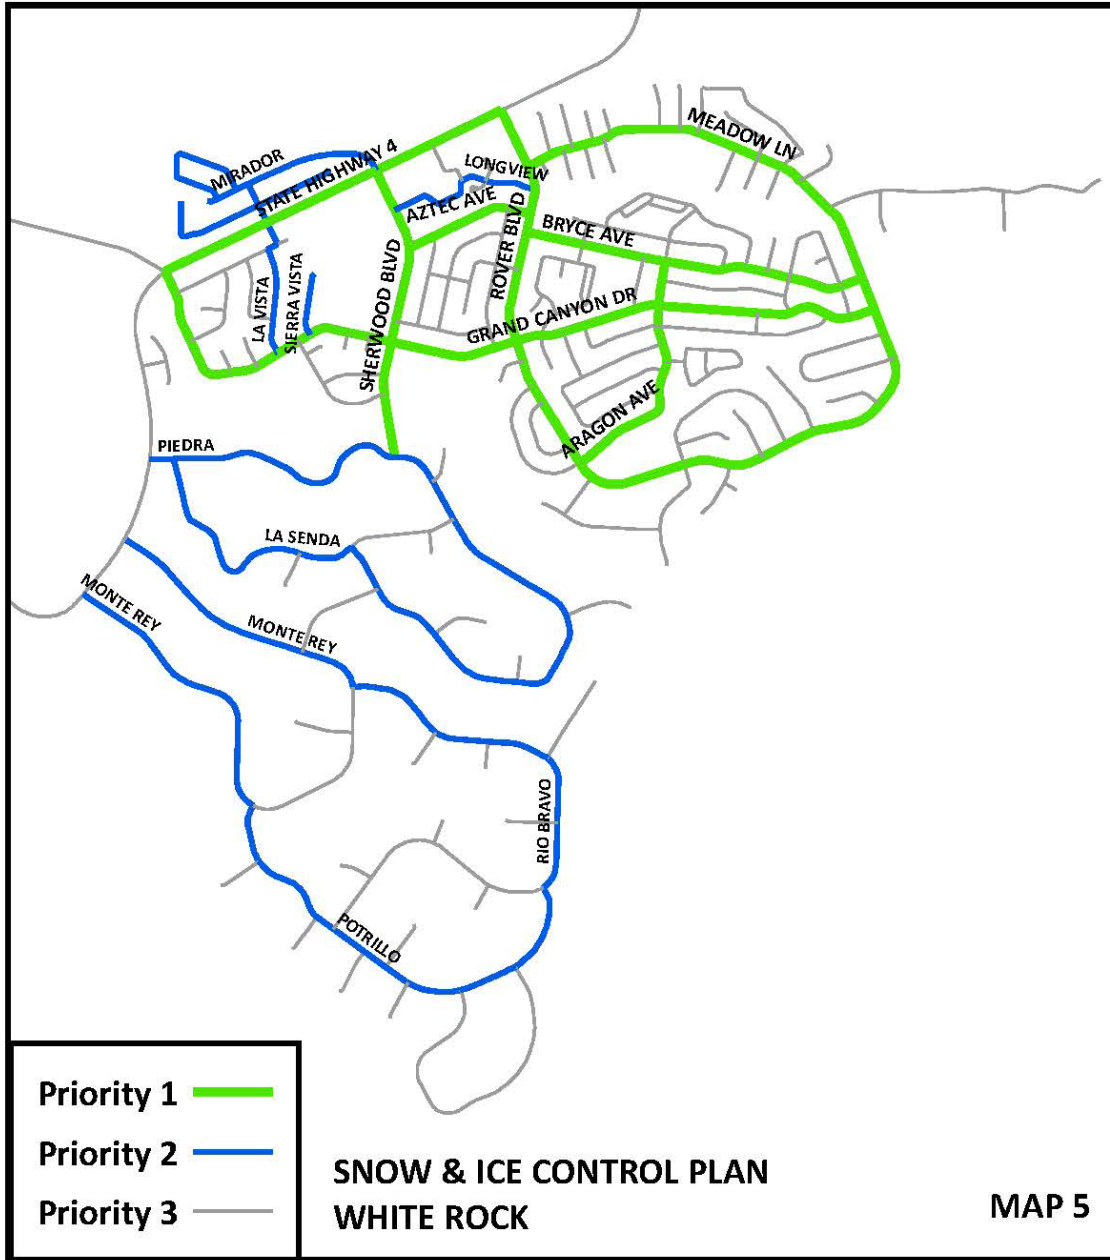 MEADOW LN
MIRADOR
STATE HIGHWAY 4
LONGVIEW
AZTEC AVE
ROVER BLVD
BRYCE AVE
SHERWOOD BLVD
LA VISTA
SIERRA VISTA
GRAND CANYON DR
ARAGON AVE
PIEDRA
LA SENDA
MONTE REY
MONTE REY
RIO BRAVO
POTRILLO
Priority 1
Priority 2
Priority 3
SNOW & ICE CONTROL PLAN
WHITE ROCK
MAP 5